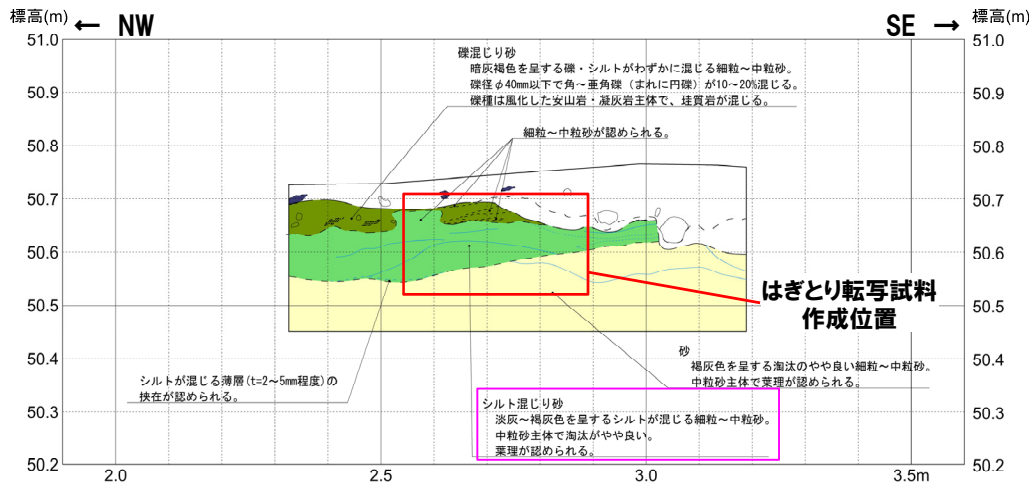 標高(m)
← NW
SE →
標高(m)
51.0
50.9
50.8
50.7
50.6
50.5
50.4
50.3
50.2
51.0
50.9
50.8
50.7
50.6
50.5
50.4
50.3
50.2
礫混じり砂
暗灰褐色を呈する礫・シルトがわずかに混じる細粒～中粒砂。
礫径φ40mm以下で角～亜角礫（まれに円礫）が10～20%混じる。
礫種は風化した安山岩・凝灰岩主体で、珪質岩が混じる。
細粒～中粒砂が認められる。
はぎとり転写試料
作成位置
砂
褐灰色を呈する淘汰のやや良い細粒～中粒砂。
中粒砂主体で葉理が認められる。
シルトが混じる薄層(t=2～5mm程度)の
挟在が認められる。
シルト混じり砂
淡灰～褐灰色を呈するシルトが混じる細粒～中粒砂。
中粒砂主体で淘汰がやや良い。
葉理が認められる。
2.0
2.5
3.0
3.5m